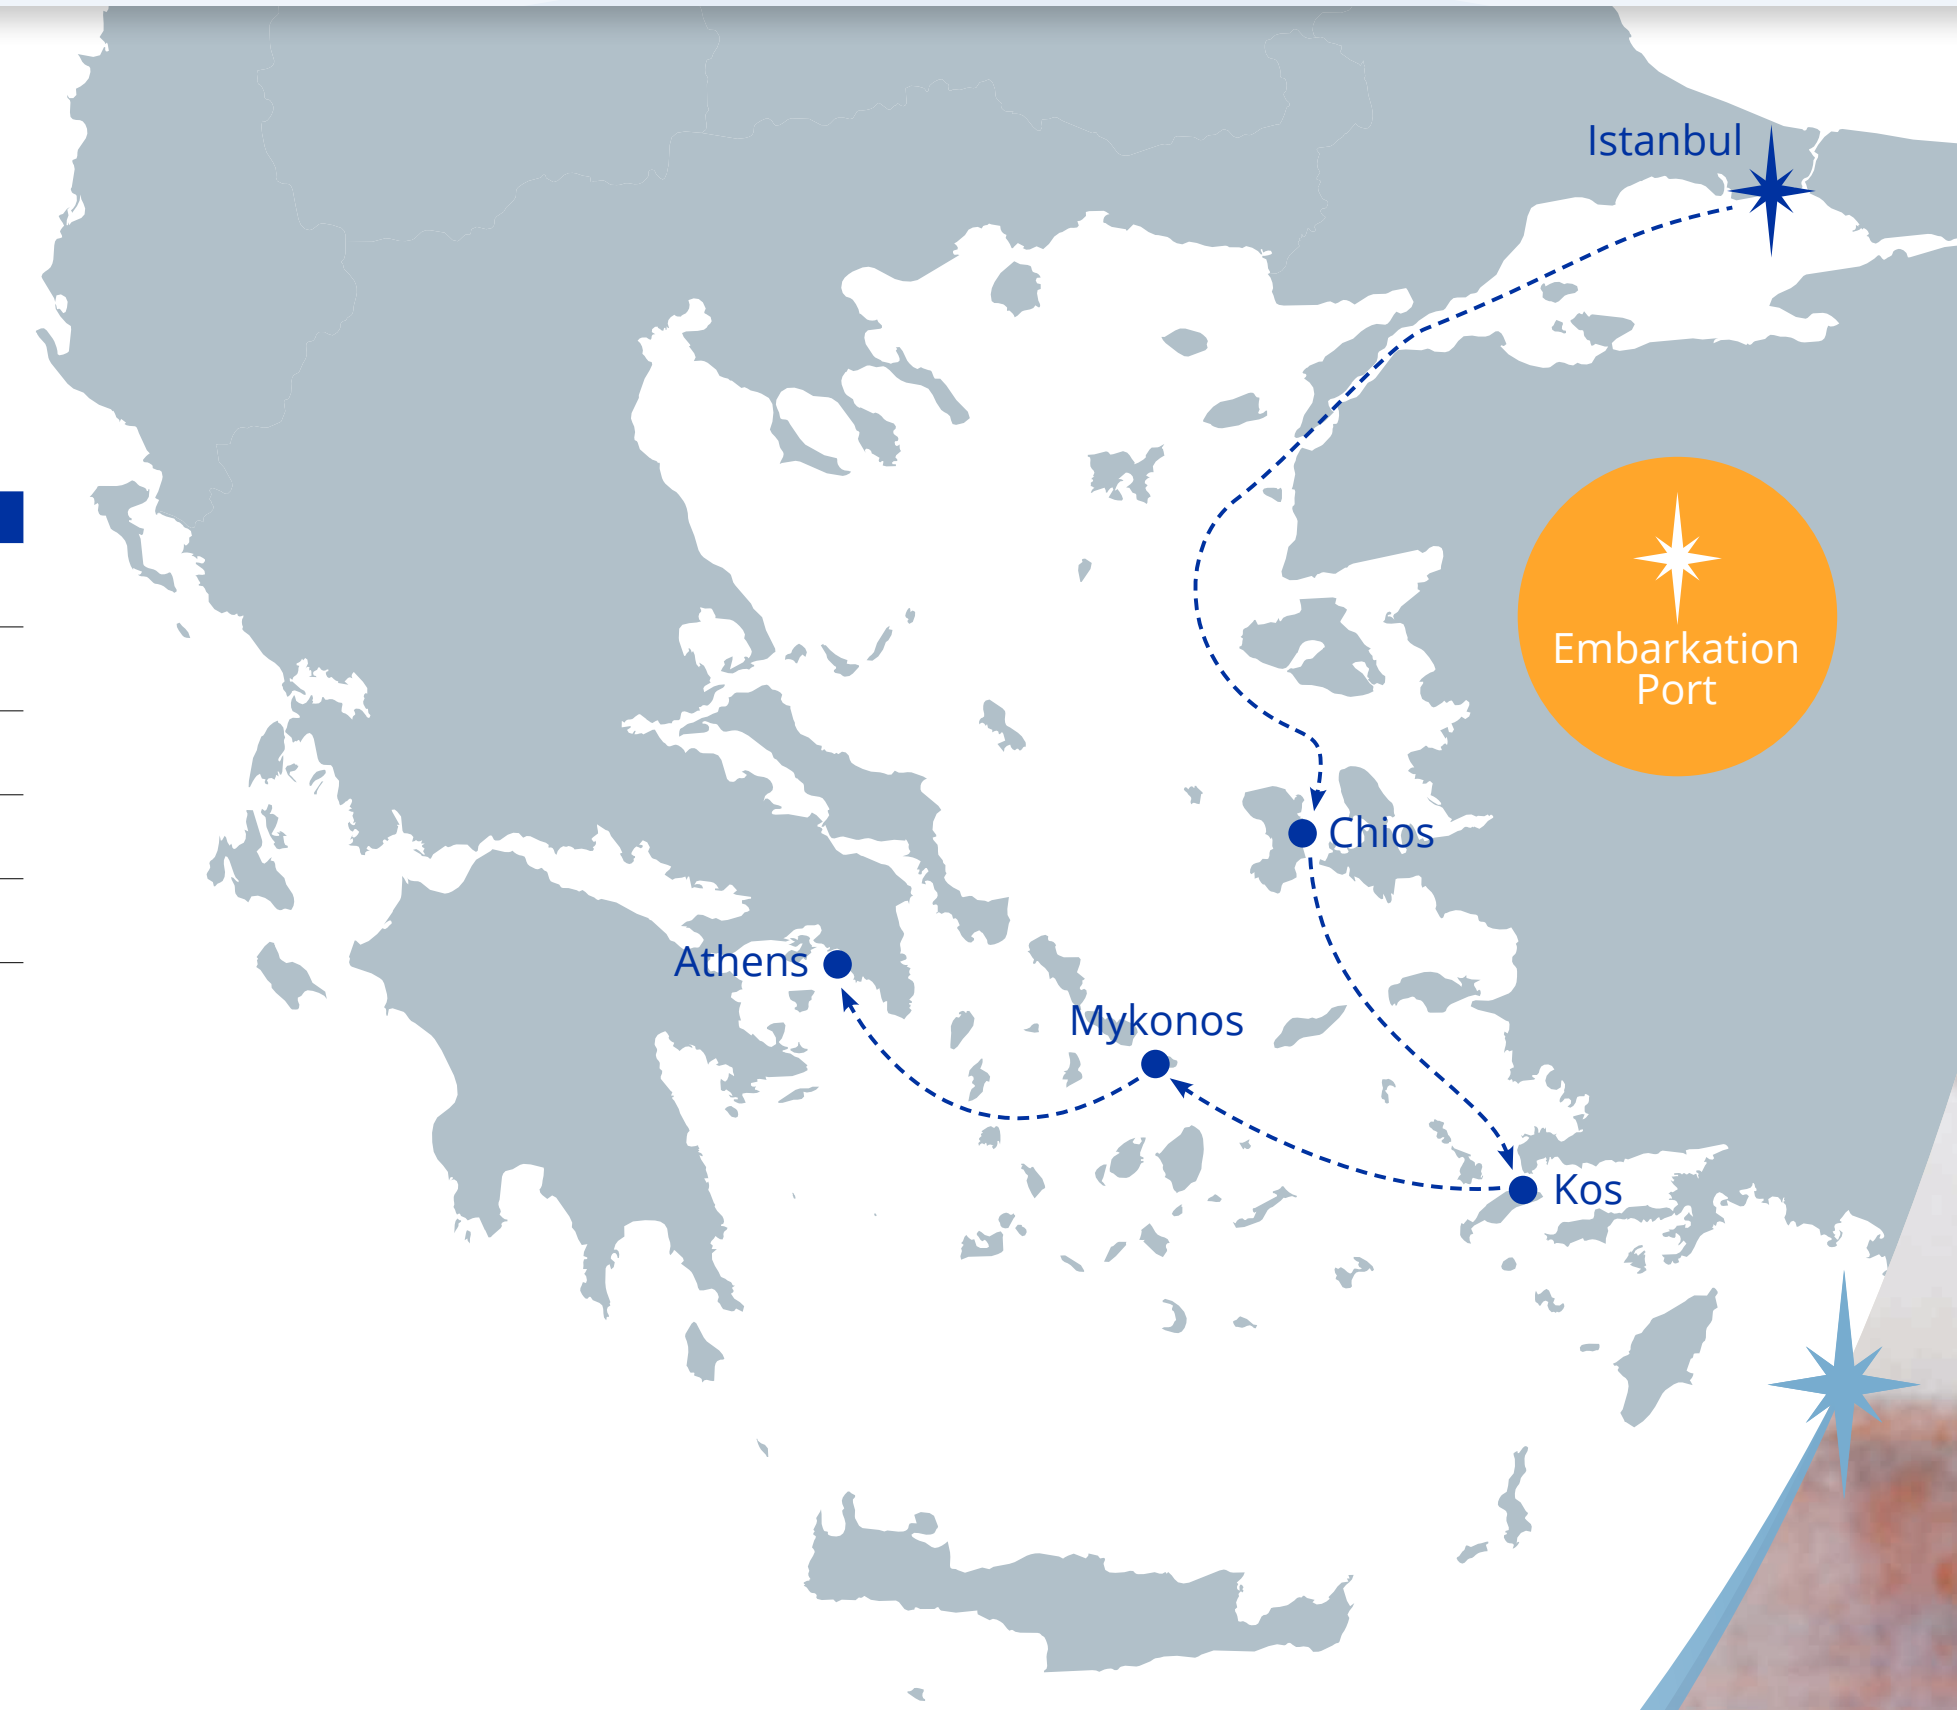 Istanbul
Embarkation
Port
Chios
Athens
Mykonos
Kos